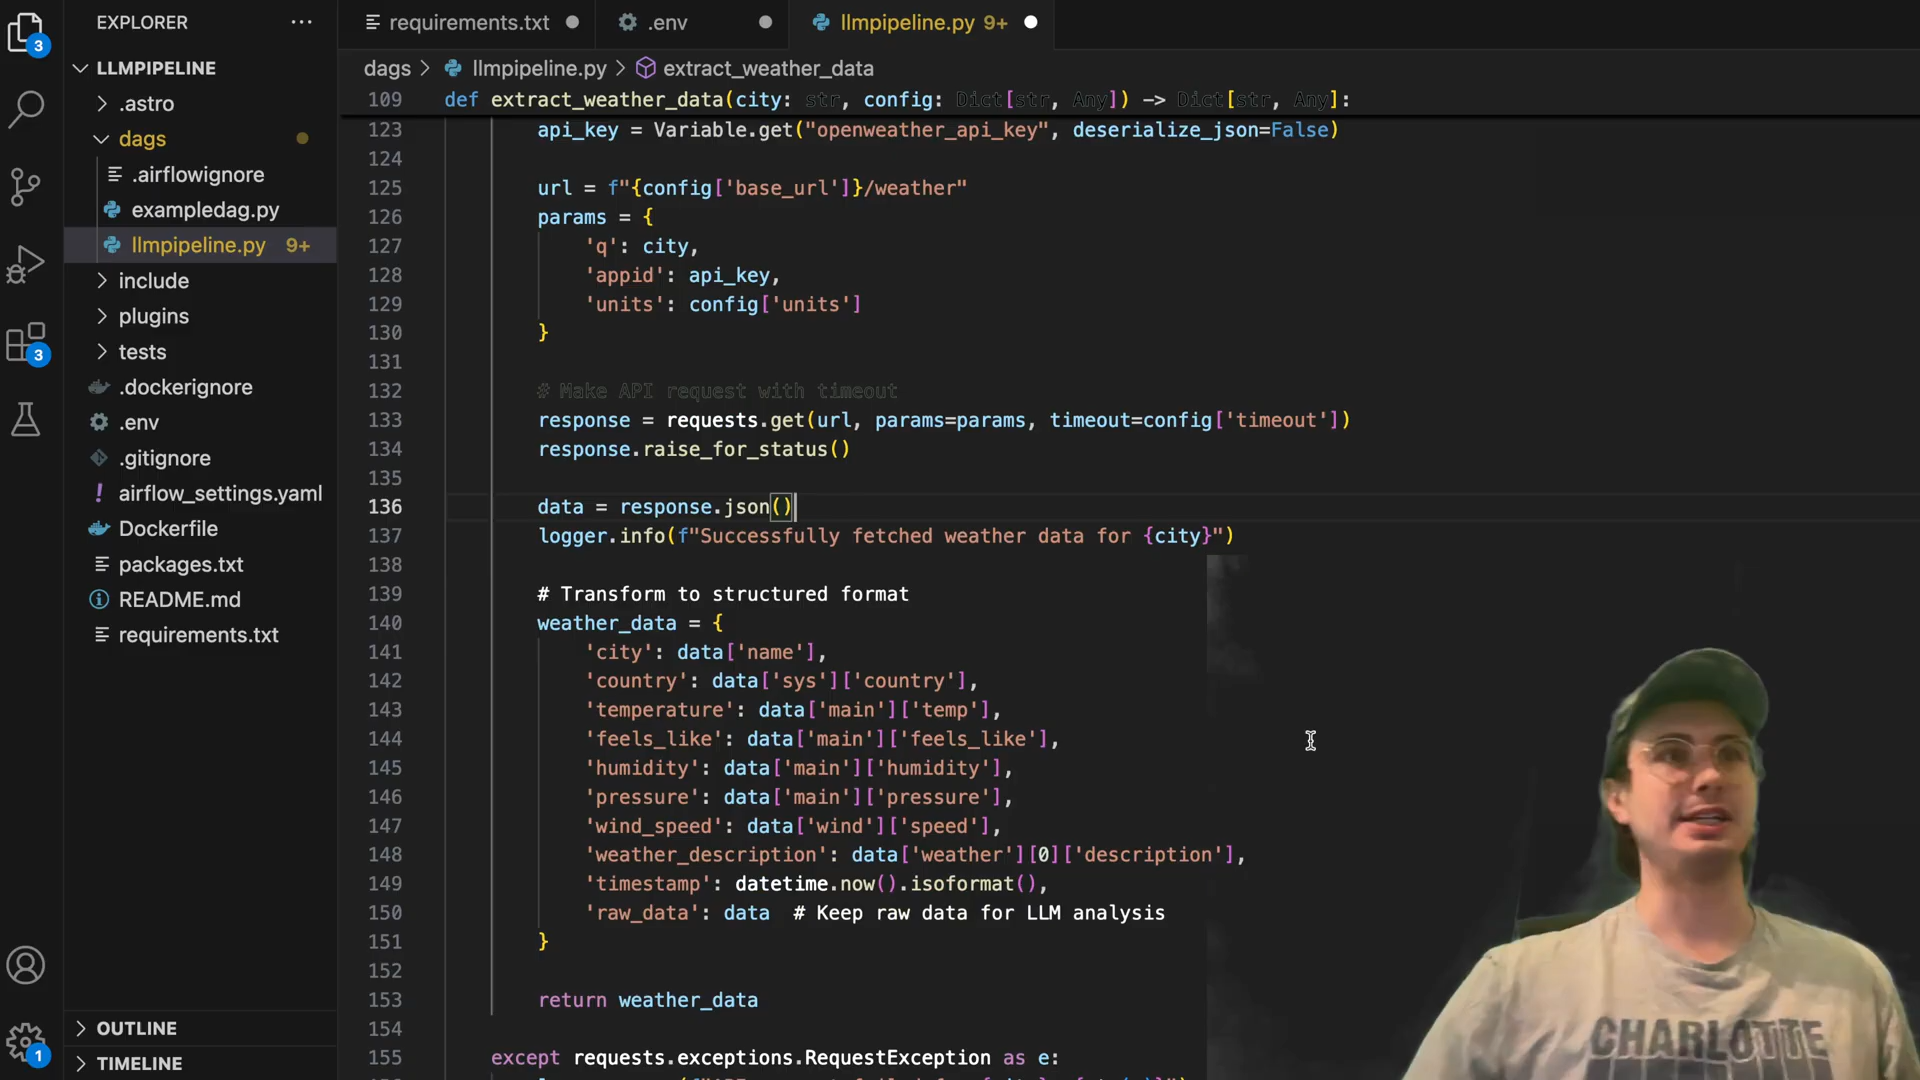 EXPLORER
LLMPIPELINE
.astro
dags
.airflowignore
exampledag.py
llmpipeline.py 9+
include
plugins
tests
.dockerignore
.env
.gitignore
airflow_settings.yaml
Dockerfile
packages.txt
README.md
requirements.txt
OUTLINE
TIMELINE
3
3
1
requirements.txt
.env
llmpipeline.py 9+
dags > llmpipeline.py > extract_weather_data
109 def extract_weather_data(city: str, config: Dict[str, Any]) -> Dict[str, Any]:
123 api_key = Variable.get("openweather_api_key", deserialize_json=False)
124
125 url = f"{config['base_url']}/weather"
126 params = {
127 'q': city,
128 'appid': api_key,
129 'units': config['units']
130 }
131
132 # Make API request with timeout
133 response = requests.get(url, params=params, timeout=config['timeout'])
134 response.raise_for_status()
135
136 data = response.json()
137 logger.info(f"Successfully fetched weather data for {city}")
138
139 # Transform to structured format
140 weather_data = {
141 'city': data['name'],
142 'country': data['sys']['country'],
143 'temperature': data['main']['temp'],
144 'feels_like': data['main']['feels_like'],
145 'humidity': data['main']['humidity'],
146 'pressure': data['main']['pressure'],
147 'wind_speed': data['wind']['speed'],
148 'weather_description': data['weather'][0]['description'],
149 'timestamp': datetime.now().isoformat(),
150 'raw_data': data # Keep raw data for LLM analysis
151 }
152
153 return weather_data
154
155 except requests.exceptions.RequestException as e:
CHARLOTTE